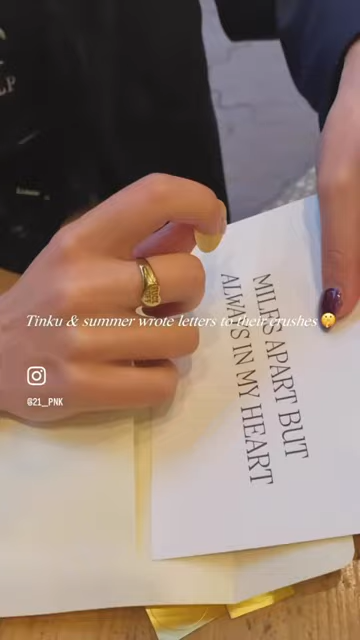 Tinku & summer wrote letters to their crushes 🤫
@21_PNK
MILES APART BUT
ALWAYS IN MY HEART